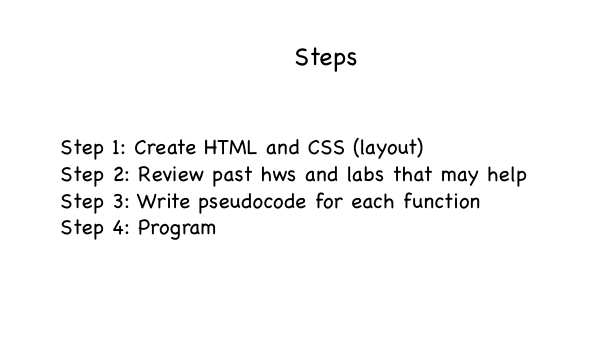 Steps
Step 1: Create HTML and CSS (layout)
Step 2: Review past hws and labs that may help
Step 3: Write pseudocode for each function
Step 4: Program